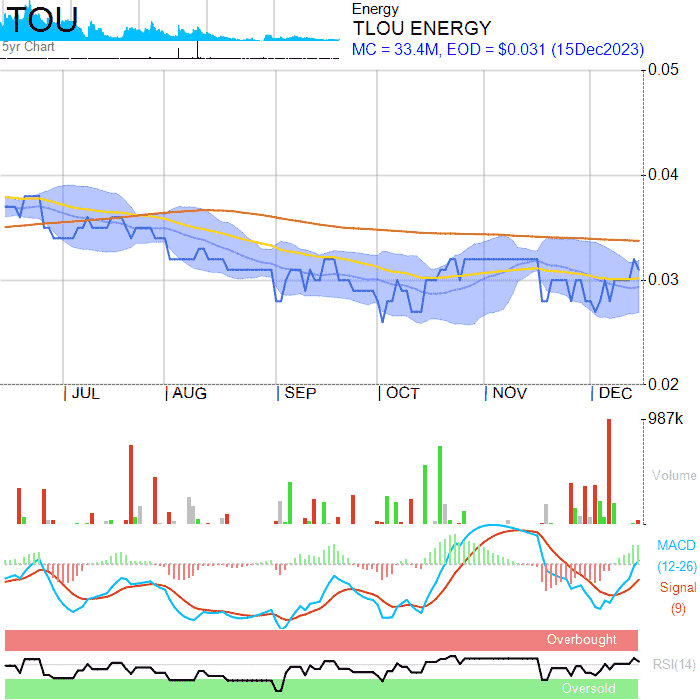 TOU
5yr Chart
Energy
TLOU ENERGY
MC = 33.4M, EOD = $0.031 (15Dec2023)
0.05
0.04
0.03
0.02
JUL
AUG
SEP
OCT
NOV
DEC
987k
Volume
MACD
(12-26)
Signal
(9)
Overbought
RSI(14)
Oversold